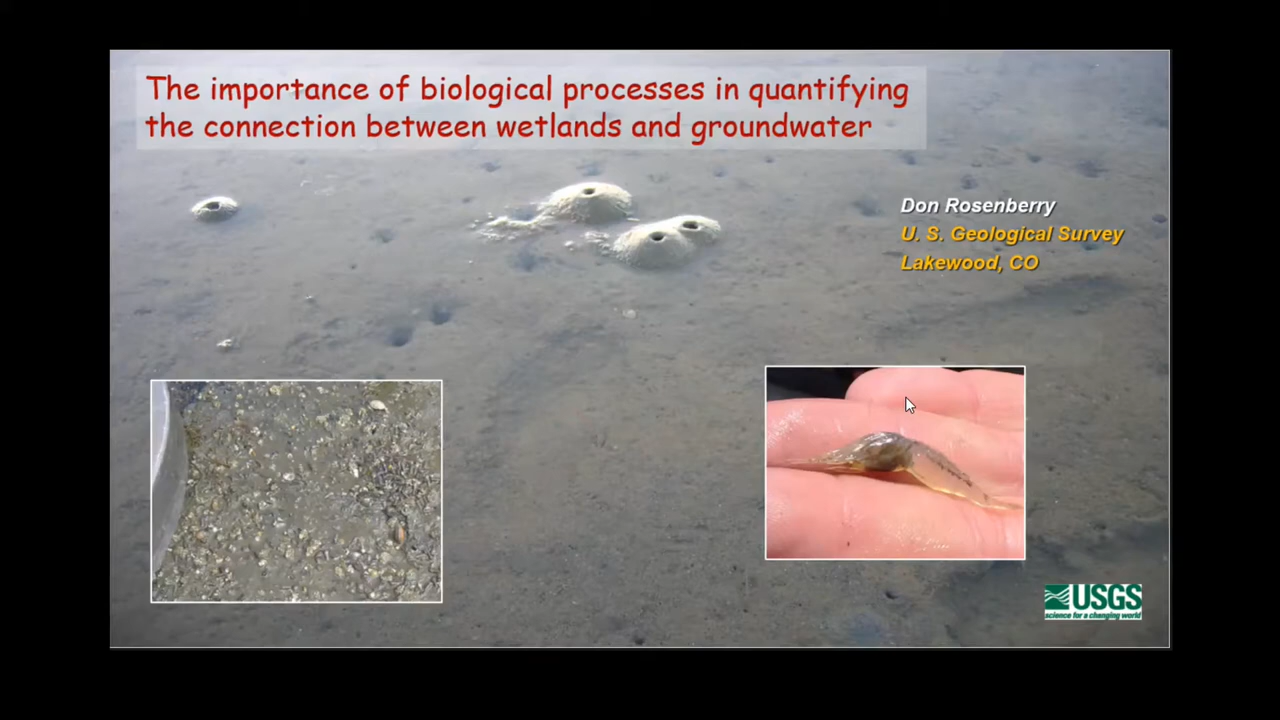 The importance of biological processes in quantifying
the connection between wetlands and groundwater
Don Rosenberry
U. S. Geological Survey
Lakewood, CO
USGS
science for a changing world